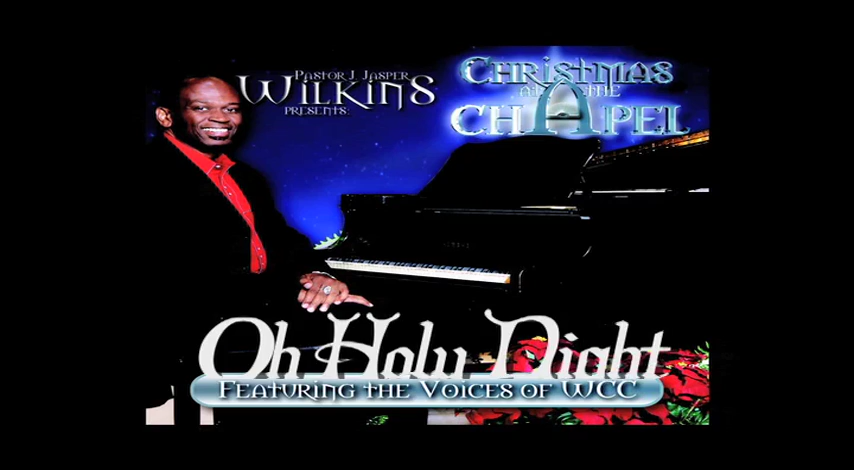 Pastor J. Jasper
Wilkins
Presents:
Christmas
at the
Chapel
Oh Holy Night
Featuring the Voices of WCC